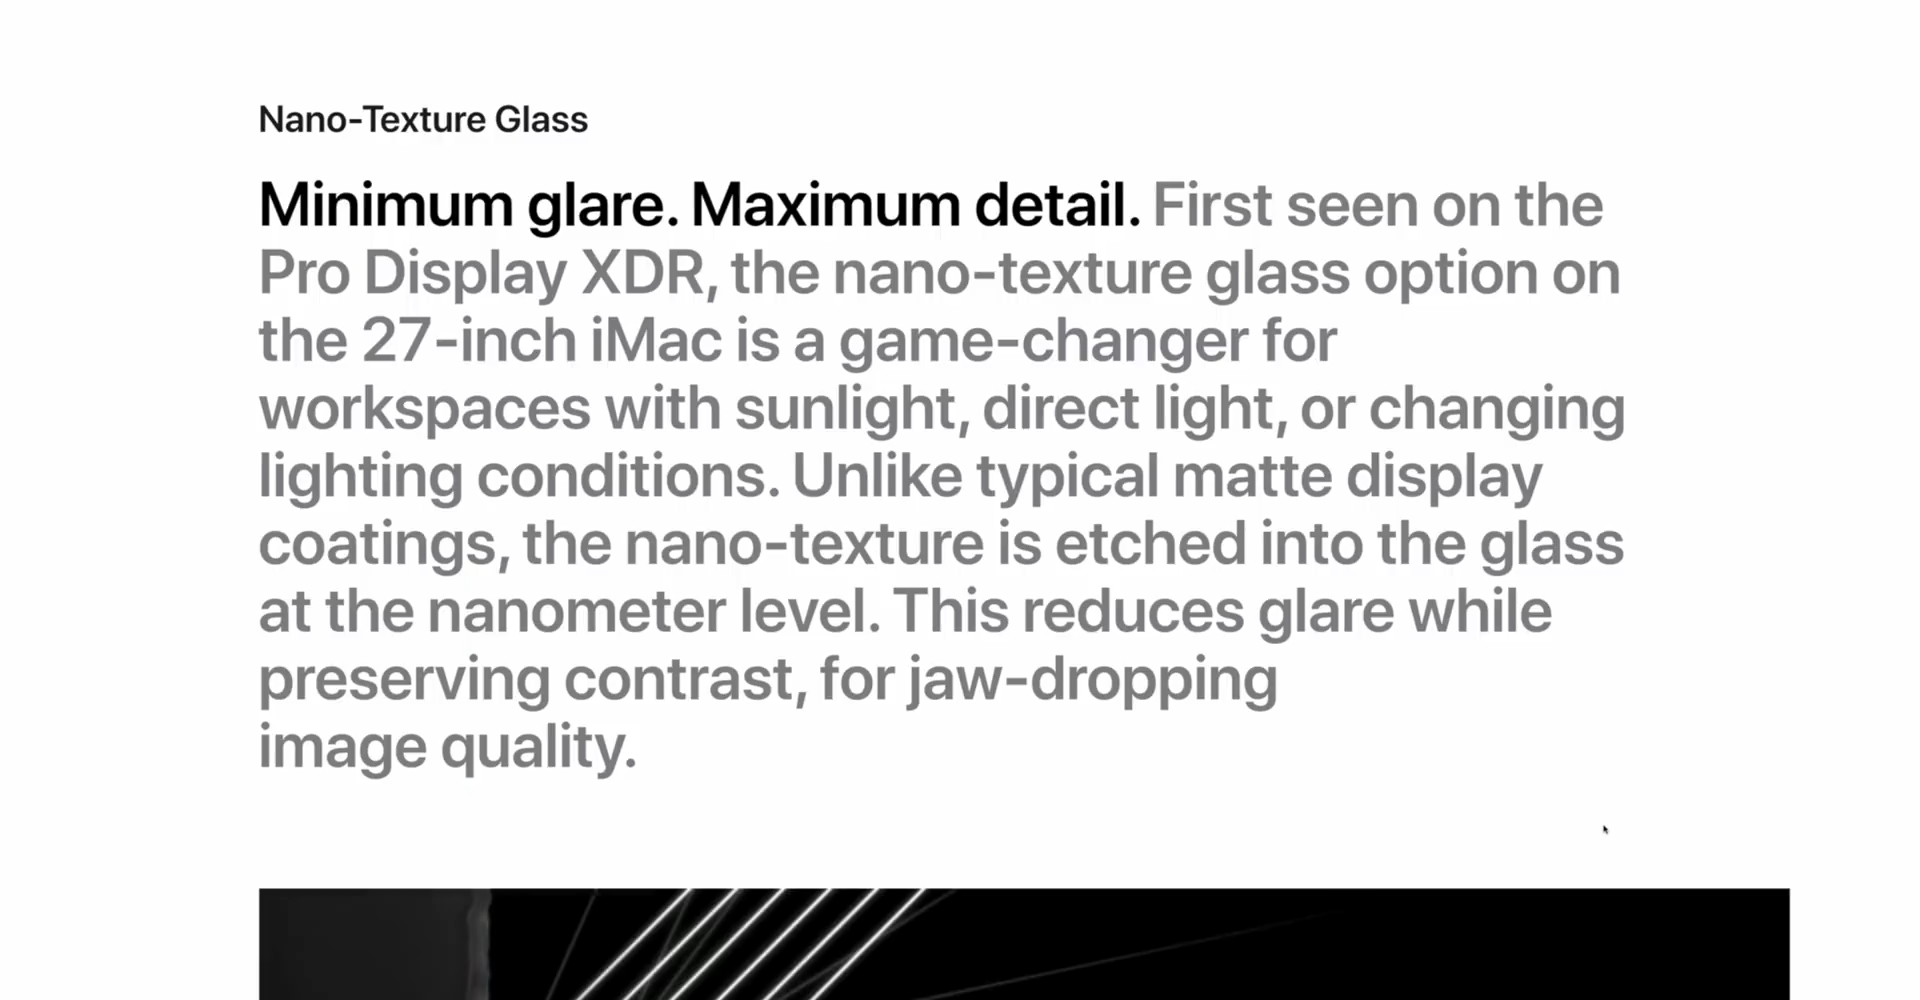 Nano-Texture Glass
Minimum glare. Maximum detail. First seen on the
Pro Display XDR, the nano-texture glass option on
the 27-inch iMac is a game-changer for
workspaces with sunlight, direct light, or changing
lighting conditions. Unlike typical matte display
coatings, the nano-texture is etched into the glass
at the nanometer level. This reduces glare while
preserving contrast, for jaw-dropping
image quality.